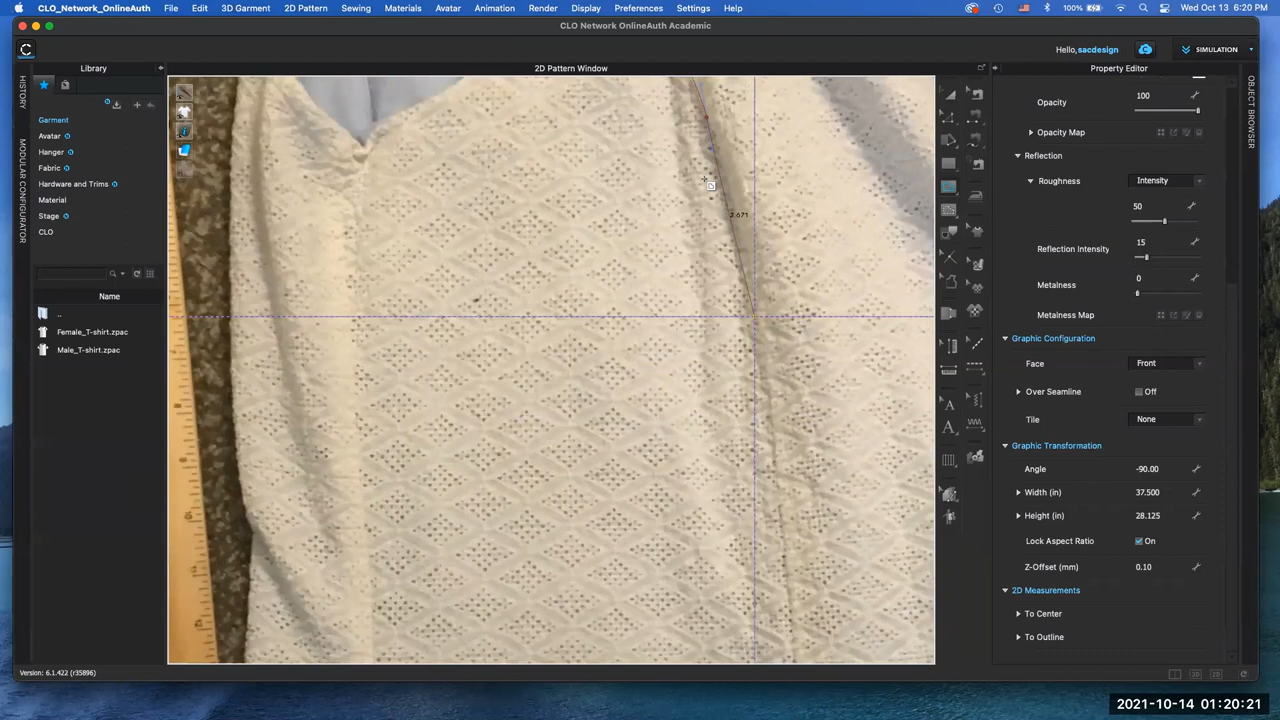 CLO_Network_OnlineAuth File Edit 3D Garment 2D Pattern Sewing Materials Avatar Animation Render Display Preferences Settings Help 100% Wed Oct 13 6:20 PM
CLO Network OnlineAuth Academic
Hello, sacdesign SIMULATION
Library
2D Pattern Window
Property Editor
HISTORY
MODULAR CONFIGURATOR
OBJECT BROWSER
Garment
Avatar
Hanger
Fabric
Hardware and Trims
Material
Stage
CLO
Name
..
Female_T-shirt.zpac
Male_T-shirt.zpac
Opacity 100
Opacity Map
Reflection
Roughness Intensity
50
Reflection Intensity 15
Metalness 0
Metalness Map
Graphic Configuration
Face Front
Over Seamline Off
Tile None
Graphic Transformation
Angle -90.00
Width (in) 37.500
Height (in) 28.125
Lock Aspect Ratio On
Z-Offset (mm) 0.10
2D Measurements
To Center
To Outline
Version: 6.1.422 (r35896)
3D 2D
2021-10-14 01:20:21